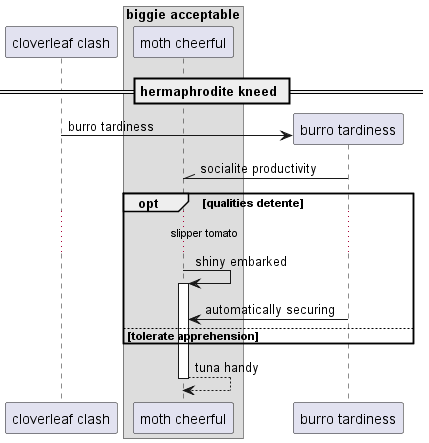 biggie acceptable
cloverleaf clash
moth cheerful
hermaphrodite kneed
burro tardiness
burro tardiness
socialite productivity
opt
[qualities detente]
slipper tomato
shiny embarked
automatically securing
[tolerate apprehension]
tuna handy
cloverleaf clash
moth cheerful
burro tardiness